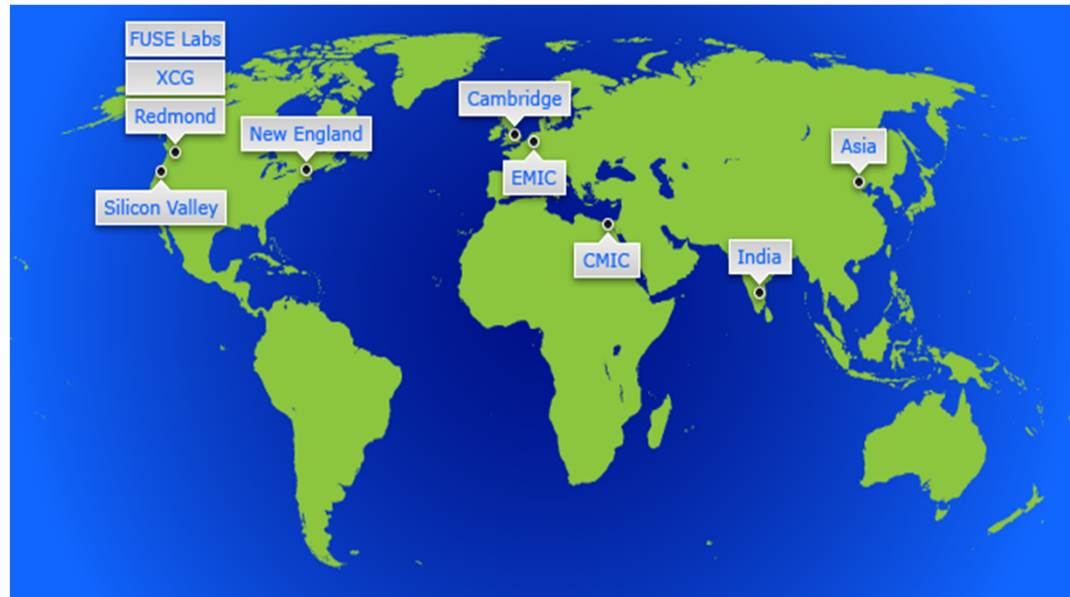 FUSE Labs
XCG
Redmond
New England
Silicon Valley
Cambridge
EMIC
CMIC
Asia
India